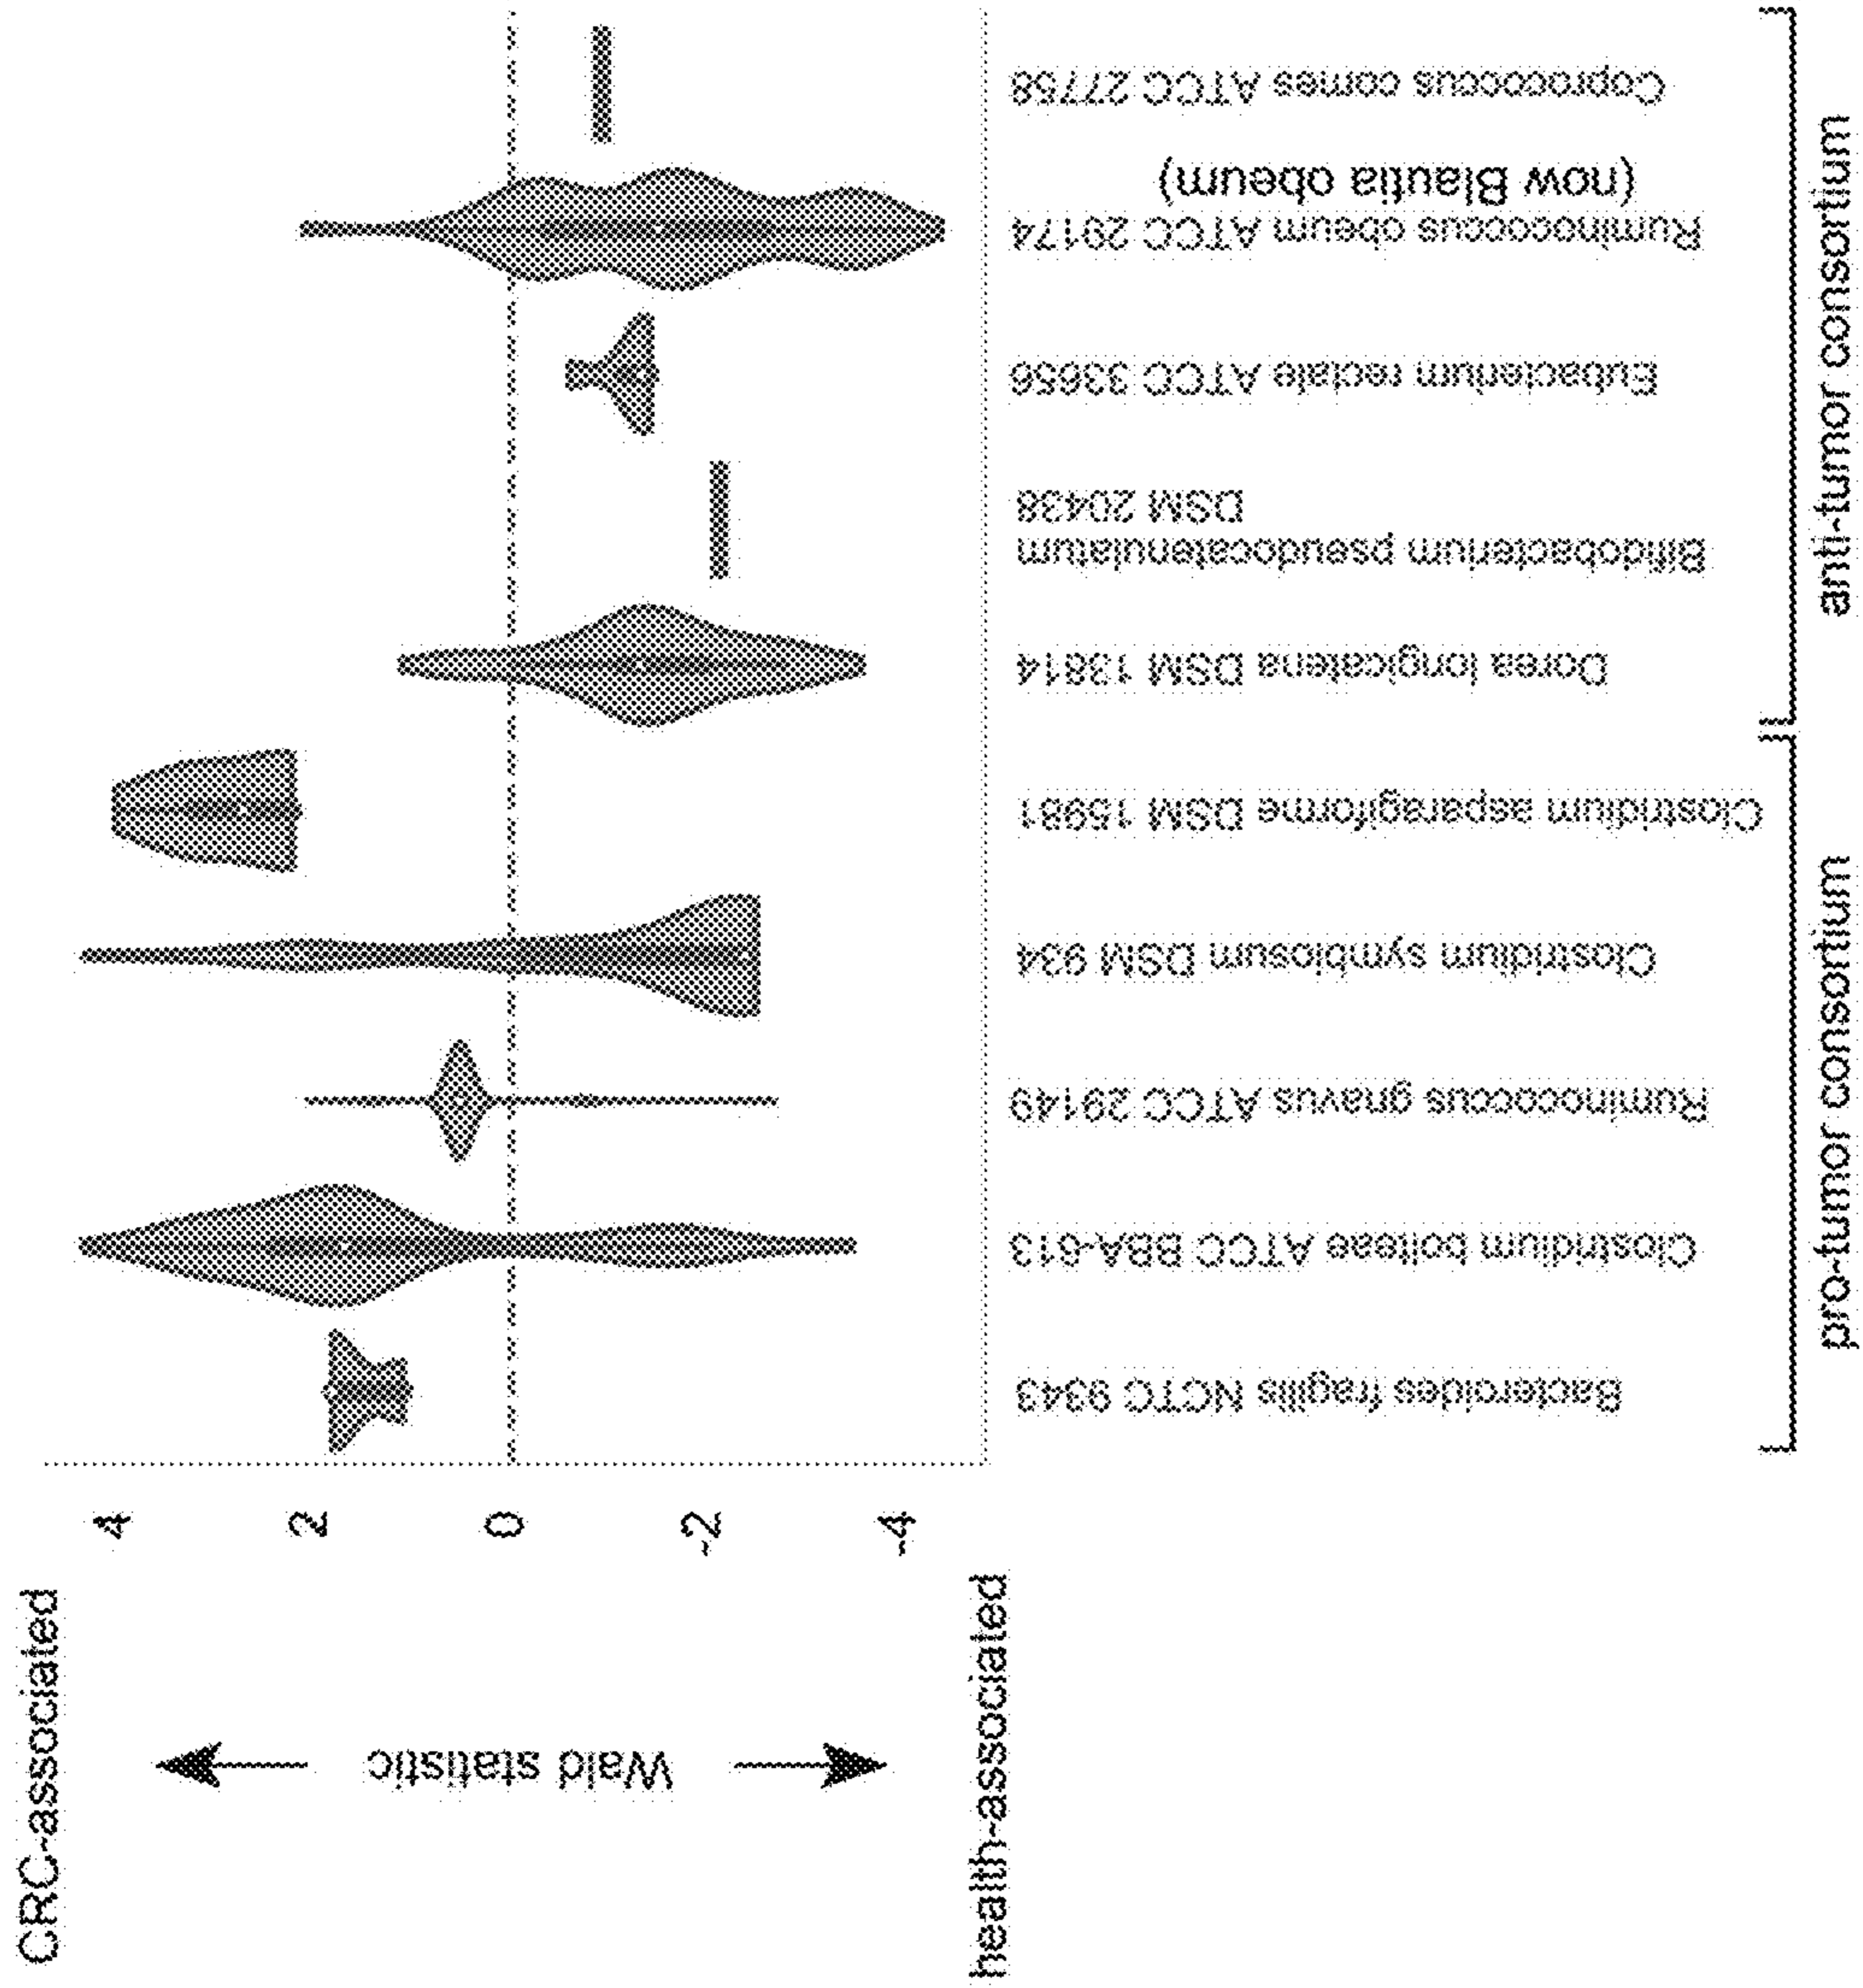 CRC-associated
Wald statistic
health-associated
4
2
0
-2
-4
Bacteroides fragilis NCTC 9343
Clostridium bolteae ATCC BBA-613
Ruminococcus gnavus ATCC 29149
Clostridium symbiosum DSM 934
Clostridium asparagiforme DSM 15981
Dorea longicatena DSM 13814
Bifidobacterium pseudocatenulatum
DSM 20438
Eubacterium rectale ATCC 33656
Ruminococcus obeum ATCC 29174
(now Blautia obeum)
Coprococcus comes ATCC 27758
pro-tumor consortium
anti-tumor consortium